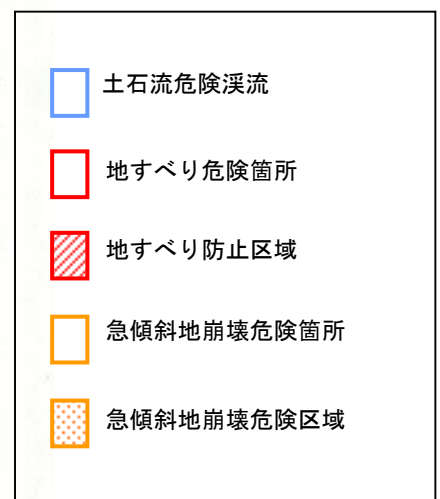 土石流危険渓流
地すべり危険箇所
地すべり防止区域
急傾斜地崩壊危険箇所
急傾斜地崩壊危険区域